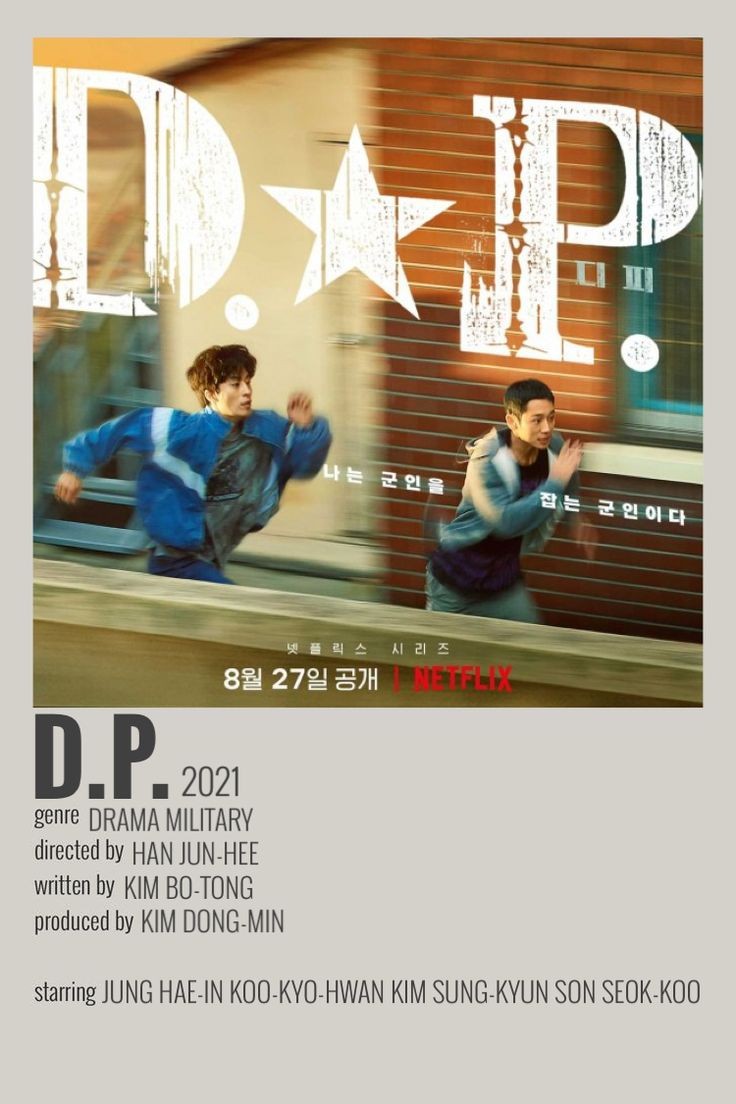 D.★P.
디피
나는 군인을
잡는 군인이다
넷플릭스 시리즈
8월 27일 공개 | NETFLIX
D.P. 2021
genre DRAMA MILITARY
directed by HAN JUN-HEE
written by KIM BO-TONG
produced by KIM DONG-MIN
starring JUNG HAE-IN KOO-KYO-HWAN KIM SUNG-KYUN SON SEOK-KOO